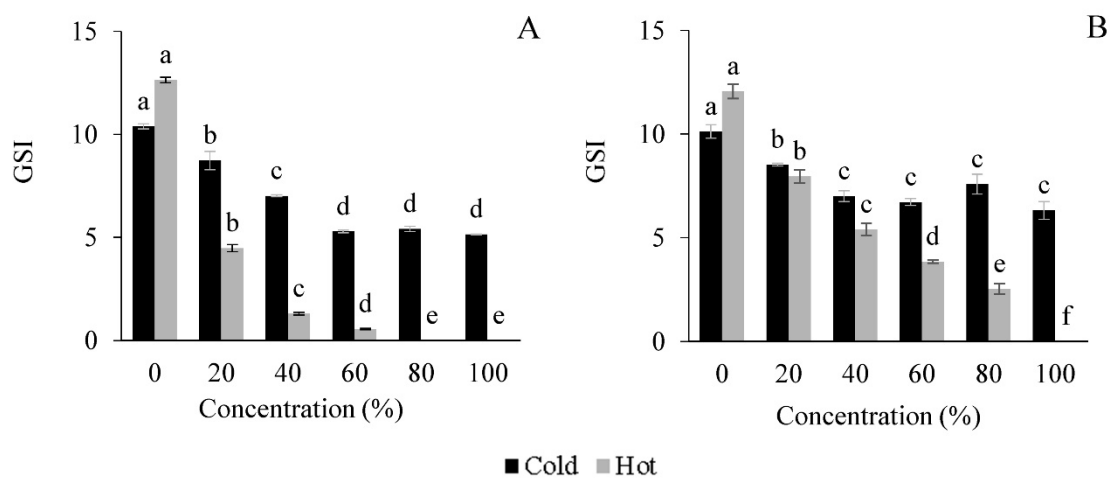 A
15
10
5
0
GSI
a a
b b
c c
d d
d e
d e
0 20 40 60 80 100
Concentration (%)
B
15
10
5
0
GSI
a a
b b
c c
c d
c e
c f
0 20 40 60 80 100
Concentration (%)
Cold Hot